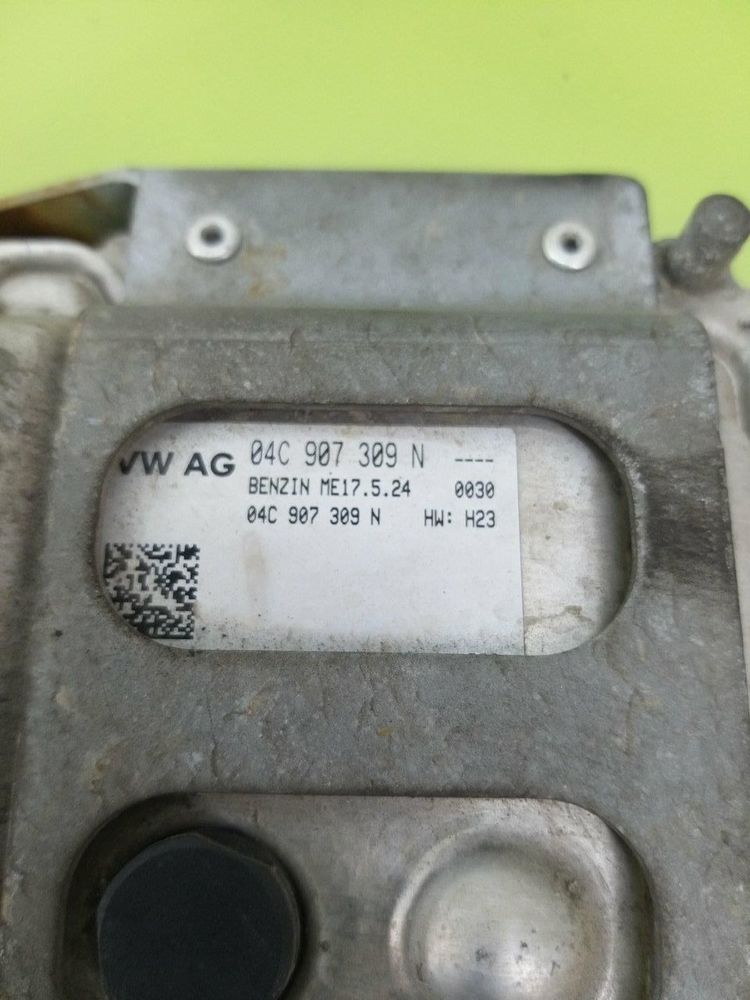 VW AG 04C 907 309 N ----
BENZIN ME17.5.24 0030
04C 907 309 N HW: H23